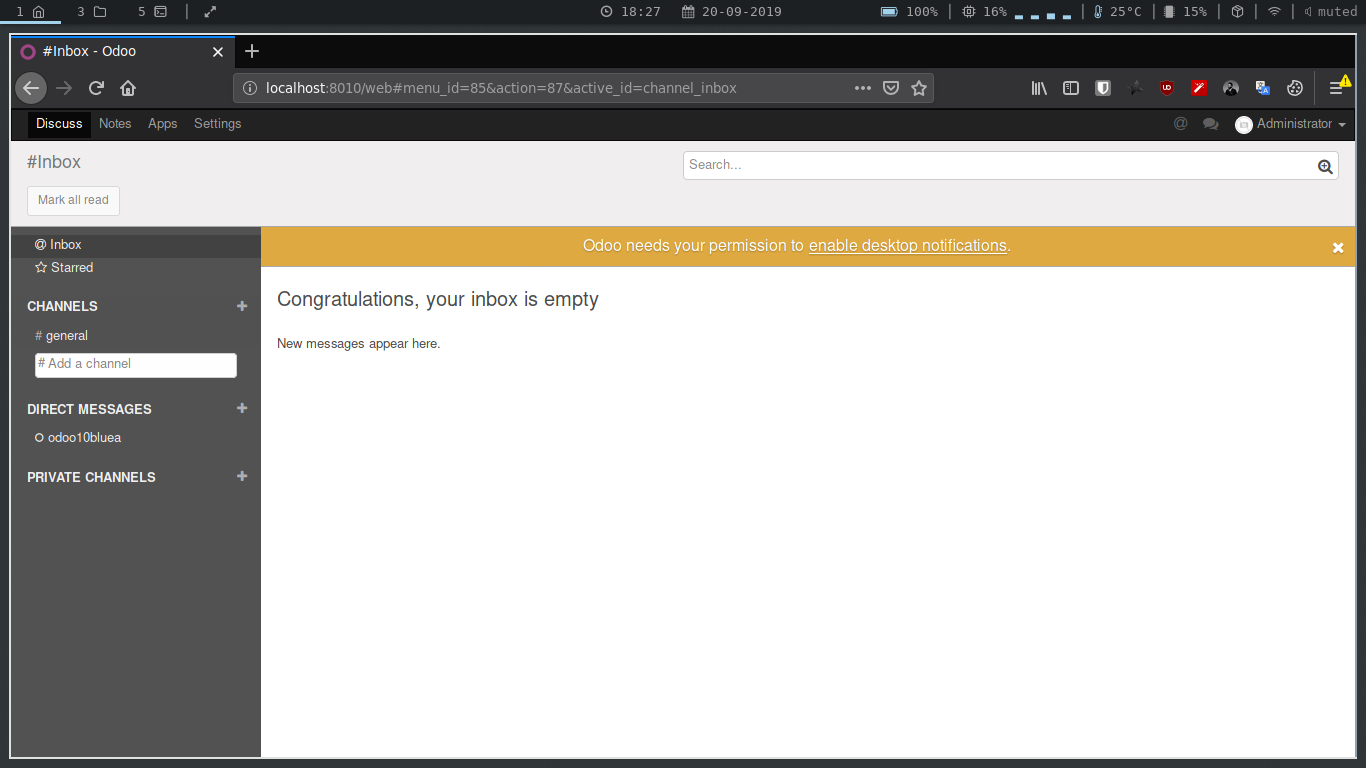 1 3 5 18:27 20-09-2019 100% 16% 25°C 15% muted
#Inbox - Odoo
localhost:8010/web#menu_id=85&action=87&active_id=channel_inbox
Discuss Notes Apps Settings @ Administrator
#Inbox
Search...
Mark all read
@ Inbox
Odoo needs your permission to enable desktop notifications.
Starred
Congratulations, your inbox is empty
CHANNELS
# general
New messages appear here.
# Add a channel
DIRECT MESSAGES
odoo10bluea
PRIVATE CHANNELS